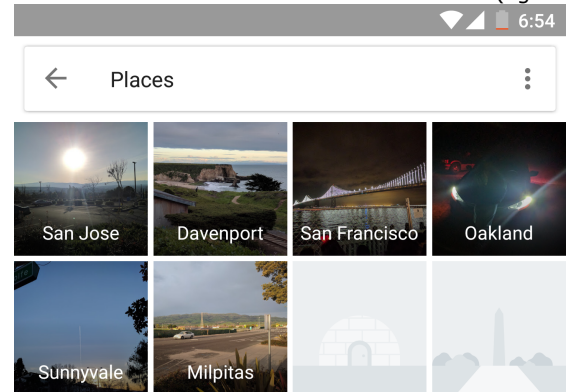 6:54
Places
San Jose
Davenport
San Francisco
Oakland
Sunnyvale
Milpitas